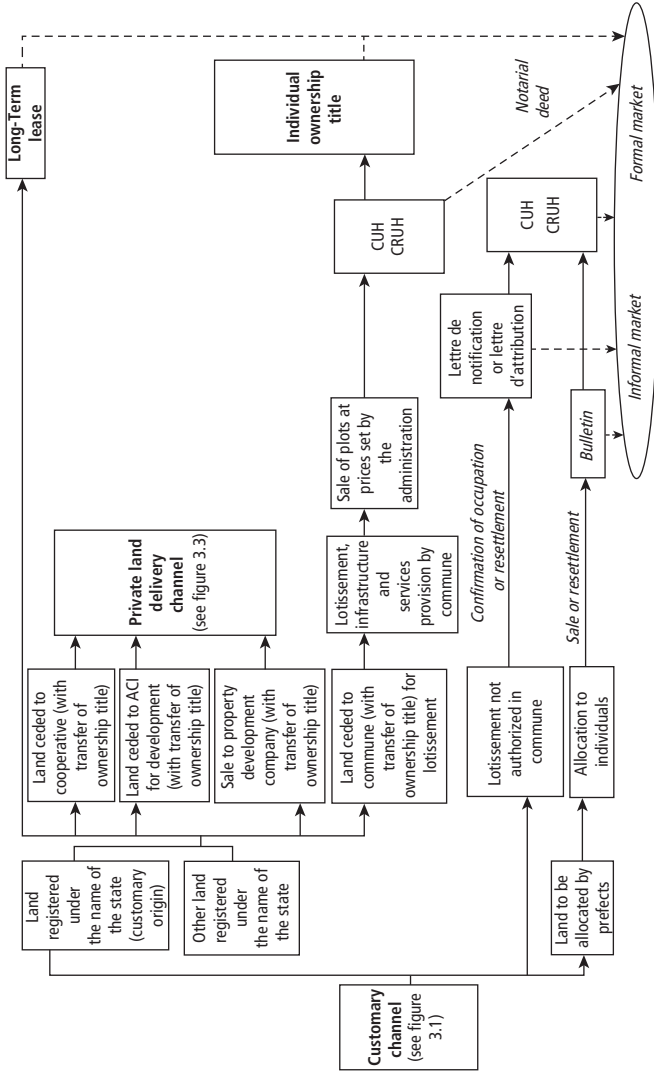 Customary
channel
(see figure
3.1)
Land
registered
under
the name of
the state
(customary
origin)
Other land
registered
under
the name of
the state
Land to be
allocated by
prefects
Land ceded to
cooperative (with
transfer of
ownership title)
Land ceded to ACI
for development
(with transfer of
ownership title)
Sale to property
development
company (with
transfer of
ownership title)
Land ceded to
commune (with
transfer of
ownership title) for
lotissement
Lotissement not
authorized in
commune
Allocation to
individuals
Private land
delivery
channel
(see figure 3.3)
Lotissement,
infrastructure
and
services
provision by
commune
Sale of plots at
prices set by
the
administration
Confirmation of occupation
or resettlement
Sale or resettlement
Lettre de
notification
or lettre
d'attribution
Bulletin
CUH
CRUH
CUH
CRUH
Long-Term
lease
Individual
ownership
title
Notarial
deed
Informal market
Formal market